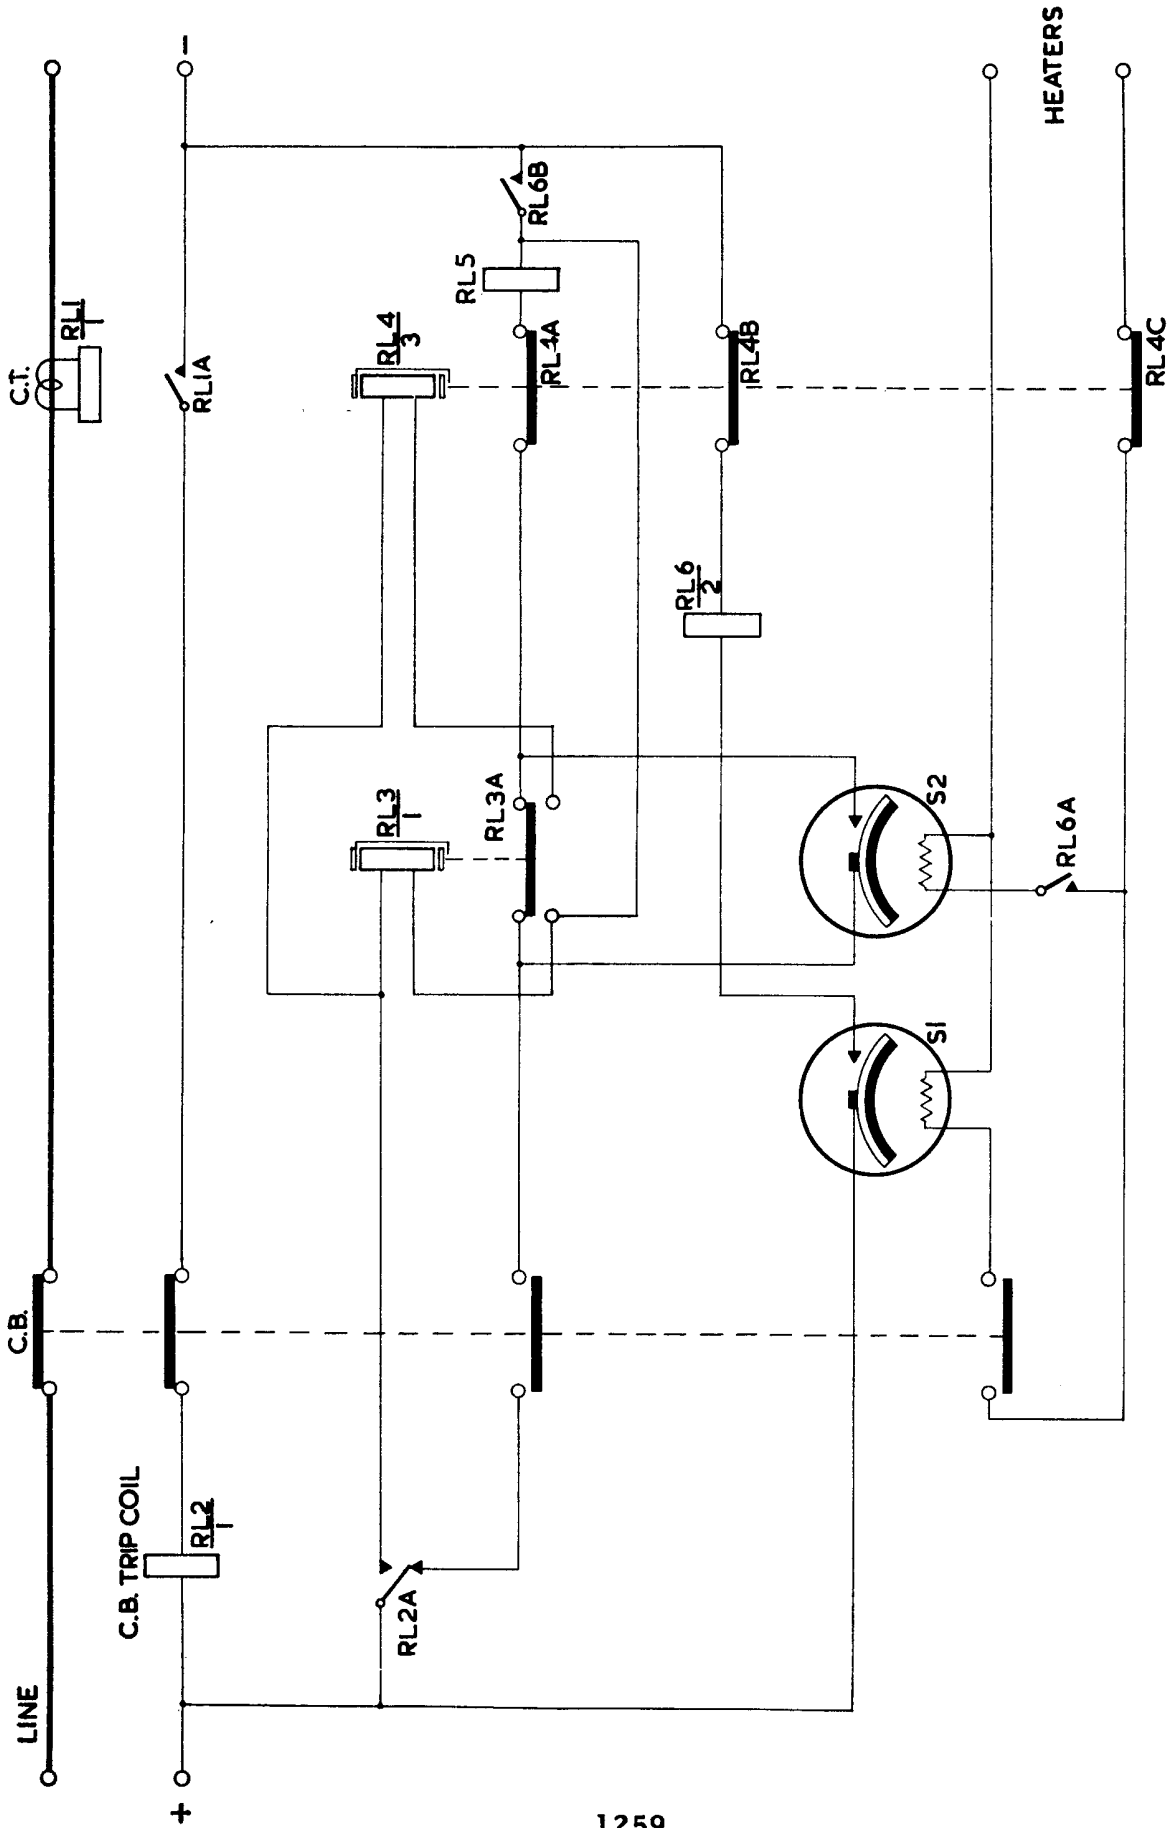 LINE
C.B.
C.T.
RL1
1
+
C.B. TRIP COIL
RL2
1
RL1A
−
RL2A
RL3
1
RL4
3
RL3A
RL5
RL4A
RL6B
RL6
2
RL4B
S1
S2
RL6A
HEATERS
RL4C
1259